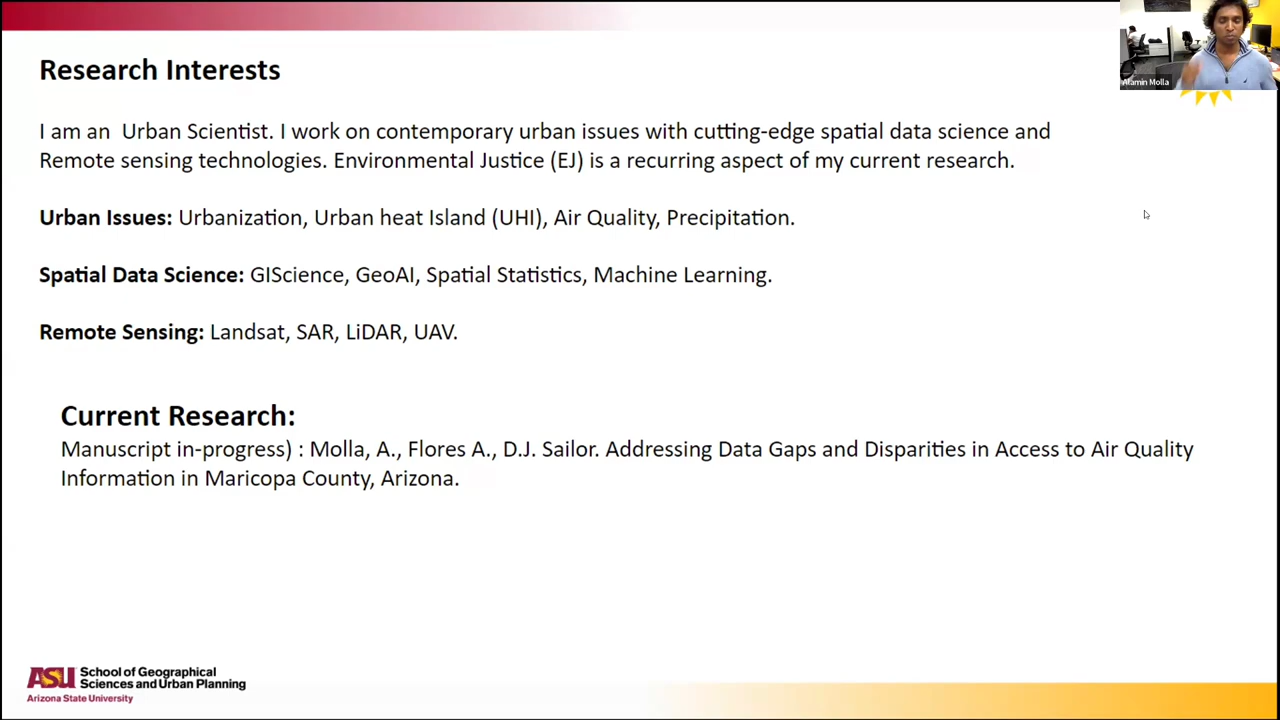 Alamin Molla
Research Interests
I am an  Urban Scientist. I work on contemporary urban issues with cutting-edge spatial data science and
Remote sensing technologies. Environmental Justice (EJ) is a recurring aspect of my current research.
Urban Issues: Urbanization, Urban heat Island (UHI), Air Quality, Precipitation.
Spatial Data Science: GIScience, GeoAI, Spatial Statistics, Machine Learning.
Remote Sensing: Landsat, SAR, LiDAR, UAV.
Current Research:
Manuscript in-progress) : Molla, A., Flores A., D.J. Sailor. Addressing Data Gaps and Disparities in Access to Air Quality
Information in Maricopa County, Arizona.
ASU School of Geographical
Sciences and Urban Planning
Arizona State University